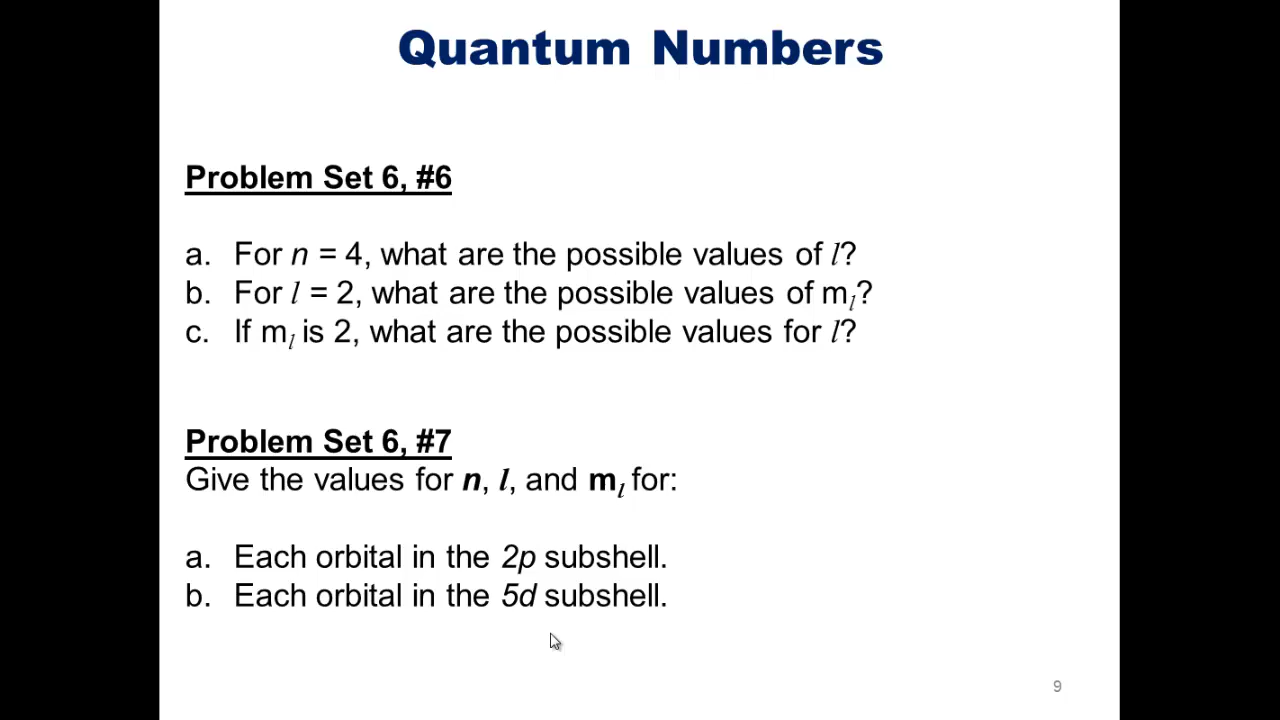 Quantum Numbers
Problem Set 6, #6
a. For n = 4, what are the possible values of l?
b. For l = 2, what are the possible values of ml?
c. If ml is 2, what are the possible values for l?
Problem Set 6, #7
Give the values for n, l, and ml for:
a. Each orbital in the 2p subshell.
b. Each orbital in the 5d subshell.
9